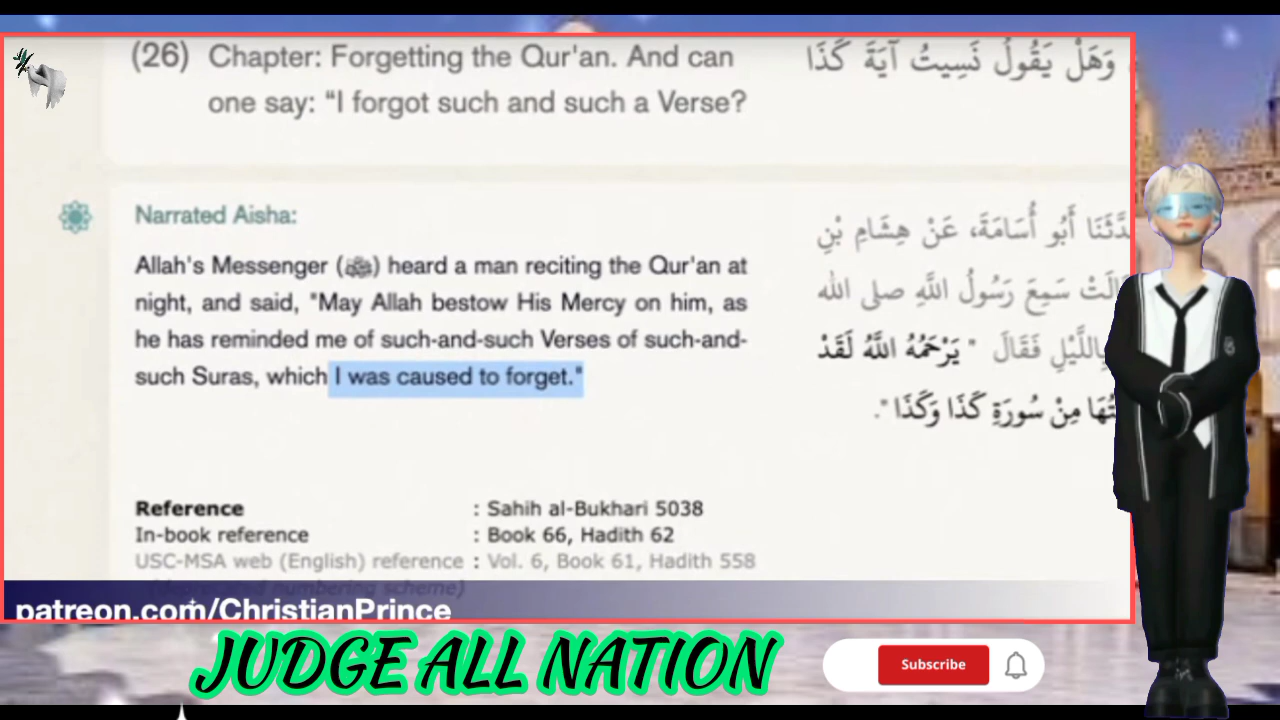 (26) Chapter: Forgetting the Qur'an. And can
one say: “I forgot such and such a Verse?
وَهَلْ يَقُولُ نَسِيتُ آيَةَ كَذَا
Narrated Aisha:
Allah's Messenger (ﷺ) heard a man reciting the Qur'an at
night, and said, "May Allah bestow His Mercy on him, as
he has reminded me of such-and-such Verses of such-and-
such Suras, which I was caused to forget."
أَبُو أُسَامَةَ، عَنْ هِشَامِ بْنِ
سَمِعَ رَسُولُ اللَّهِ صلى الله
بِاللَّيْلِ فَقَالَ " يَرْحَمُهُ اللَّهُ لَقَدْ
مِنْ سُورَةِ كَذَا وَكَذَا ".
Reference : Sahih al-Bukhari 5038
In-book reference : Book 66, Hadith 62
USC-MSA web (English) reference : Vol. 6, Book 61, Hadith 558
(deprecated numbering scheme)
patreon.com/ChristianPrince
JUDGE ALL NATION
Subscribe